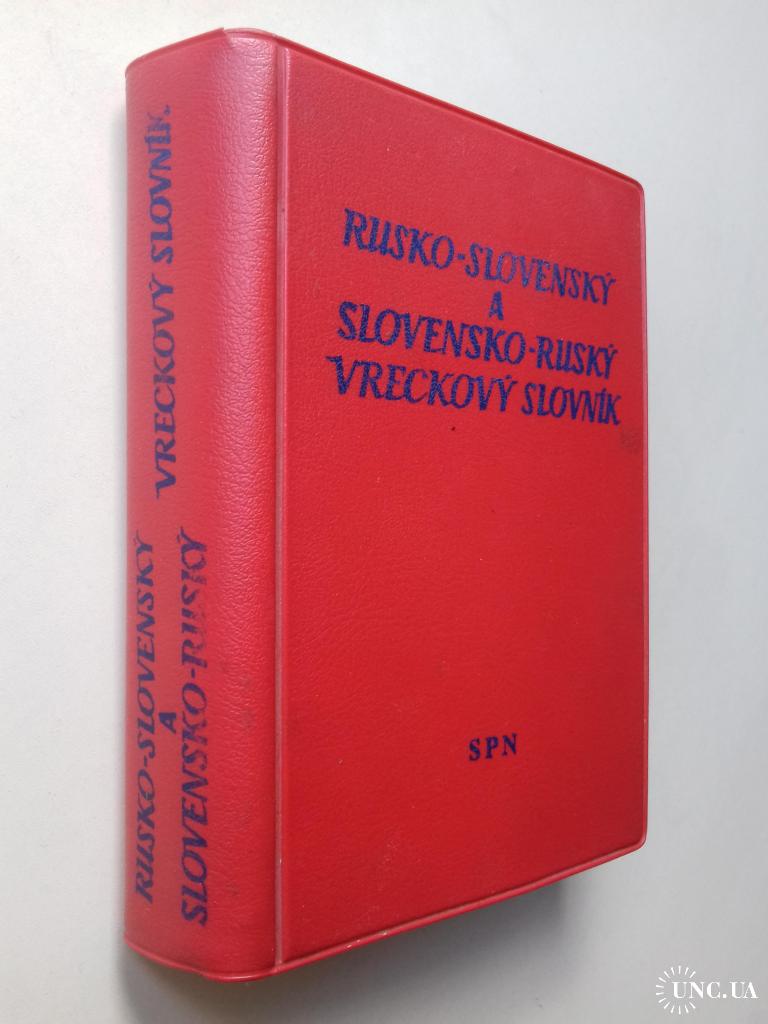 RUSKO-SLOVENSKÝ
A
SLOVENSKO-RUSKÝ
VRECKOVÝ SLOVNÍK
SPN
RUSKO-SLOVENSKÝ
A
SLOVENSKO-RUSKÝ
VRECKOVÝ SLOVNÍK
UNC.UA